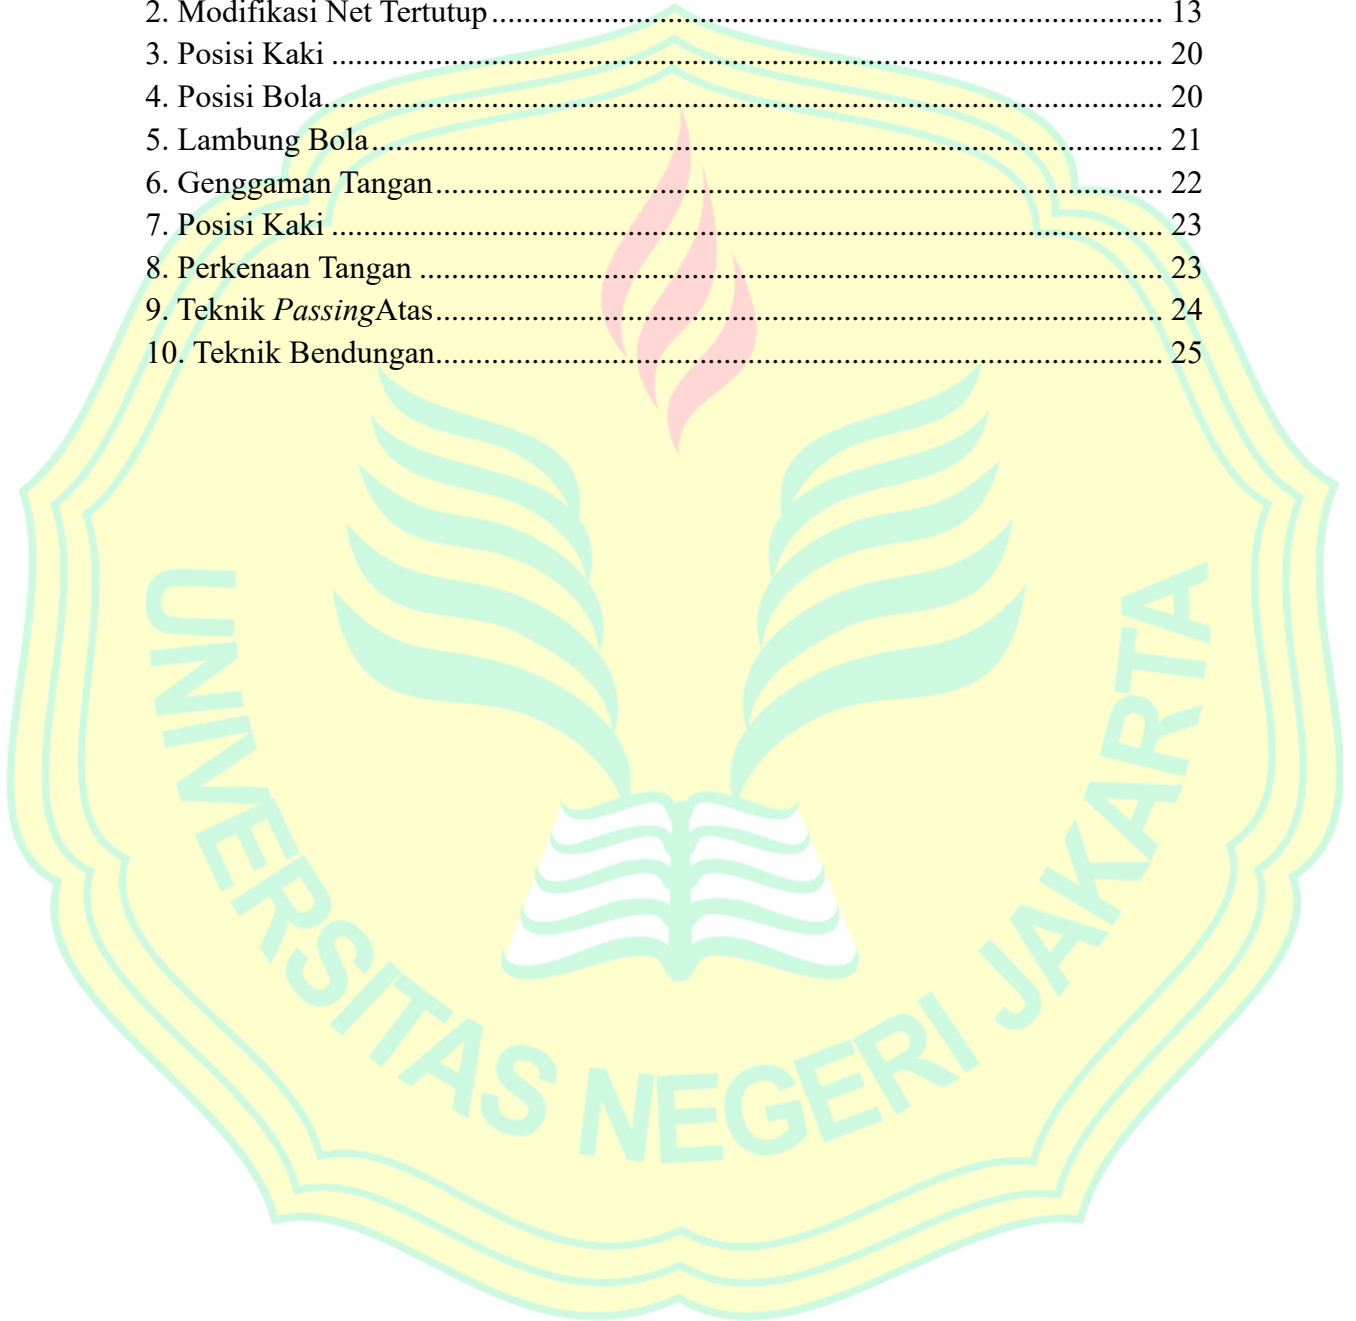 2. Modifikasi Net Tertutup........................................................................................ 13
3. Posisi Kaki ........................................................................................................ 20
4. Posisi Bola......................................................................................................... 20
5. Lambung Bola................................................................................................... 21
6. Genggaman Tangan........................................................................................... 22
7. Posisi Kaki ........................................................................................................ 23
8. Perkenaan Tangan ............................................................................................. 23
9. Teknik PassingAtas........................................................................................... 24
10. Teknik Bendungan........................................................................................... 25
UNIVERSITAS NEGERI JAKARTA